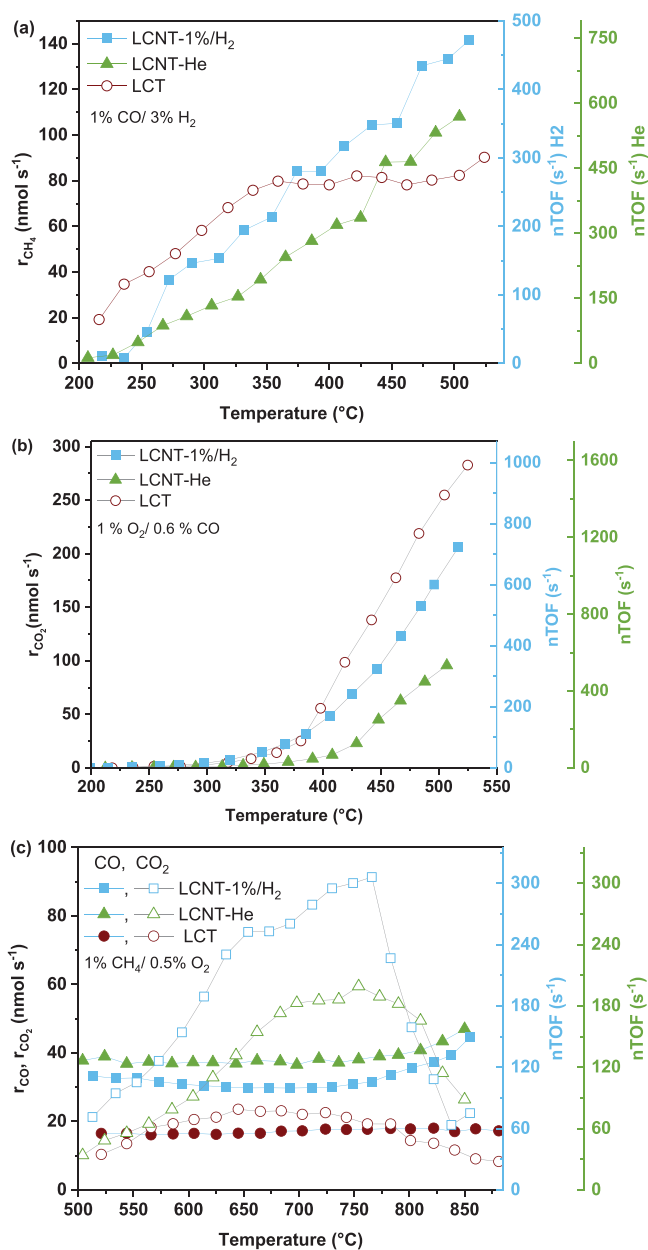 (a)
LCNT-1%/H₂
LCNT-He
LCT
1% CO/ 3% H₂
r_CH₄ (nmol s⁻¹)
0
20
40
60
80
100
120
140
nTOF (s⁻¹) H2
0
100
200
300
400
500
nTOF (s⁻¹) He
0
150
300
450
600
750
200 250 300 350 400 450 500
Temperature (°C)
(b)
LCNT-1%/H₂
LCNT-He
LCT
1 % O₂/ 0.6 % CO
r_CO₂(nmol s⁻¹)
0
50
100
150
200
250
300
nTOF (s⁻¹)
0
200
400
600
800
1000
nTOF (s⁻¹)
0
400
800
1200
1600
200 250 300 350 400 450 500 550
Temperature (°C)
(c)
CO, CO₂
, LCNT-1%/H₂
, LCNT-He
, LCT
1% CH₄/ 0.5% O₂
r_CO, r_CO₂ (nmol s⁻¹)
0
20
40
60
80
100
nTOF (s⁻¹)
0
60
120
180
240
300
nTOF (s⁻¹)
0
60
120
180
240
300
500 550 600 650 700 750 800 850
Temperature (°C)